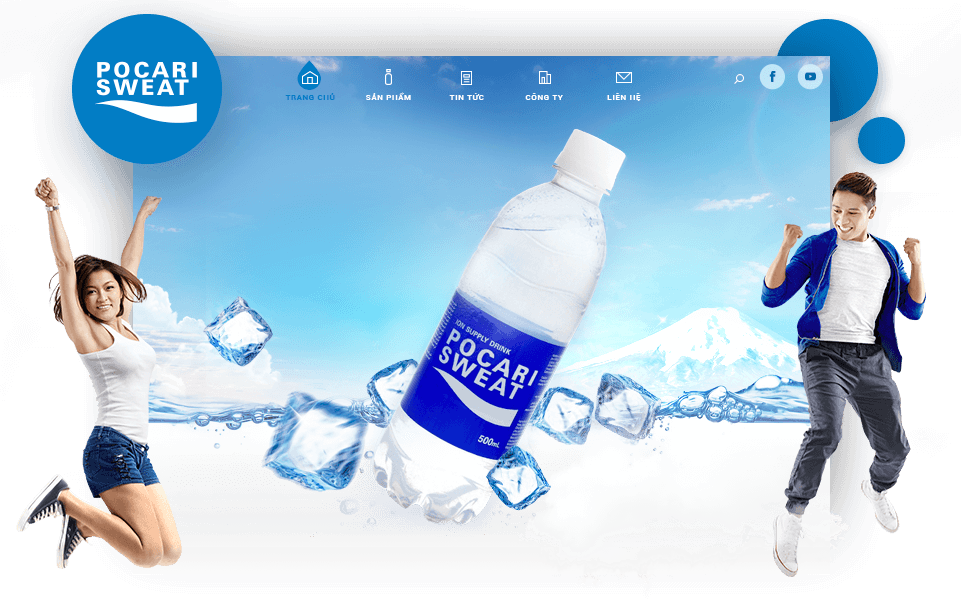 POCARI
SWEAT
TRANG CHỦ
SẢN PHẨM
TIN TỨC
CÔNG TY
LIÊN HỆ
ION SUPPLY DRINK
POCARI
SWEAT
500mL